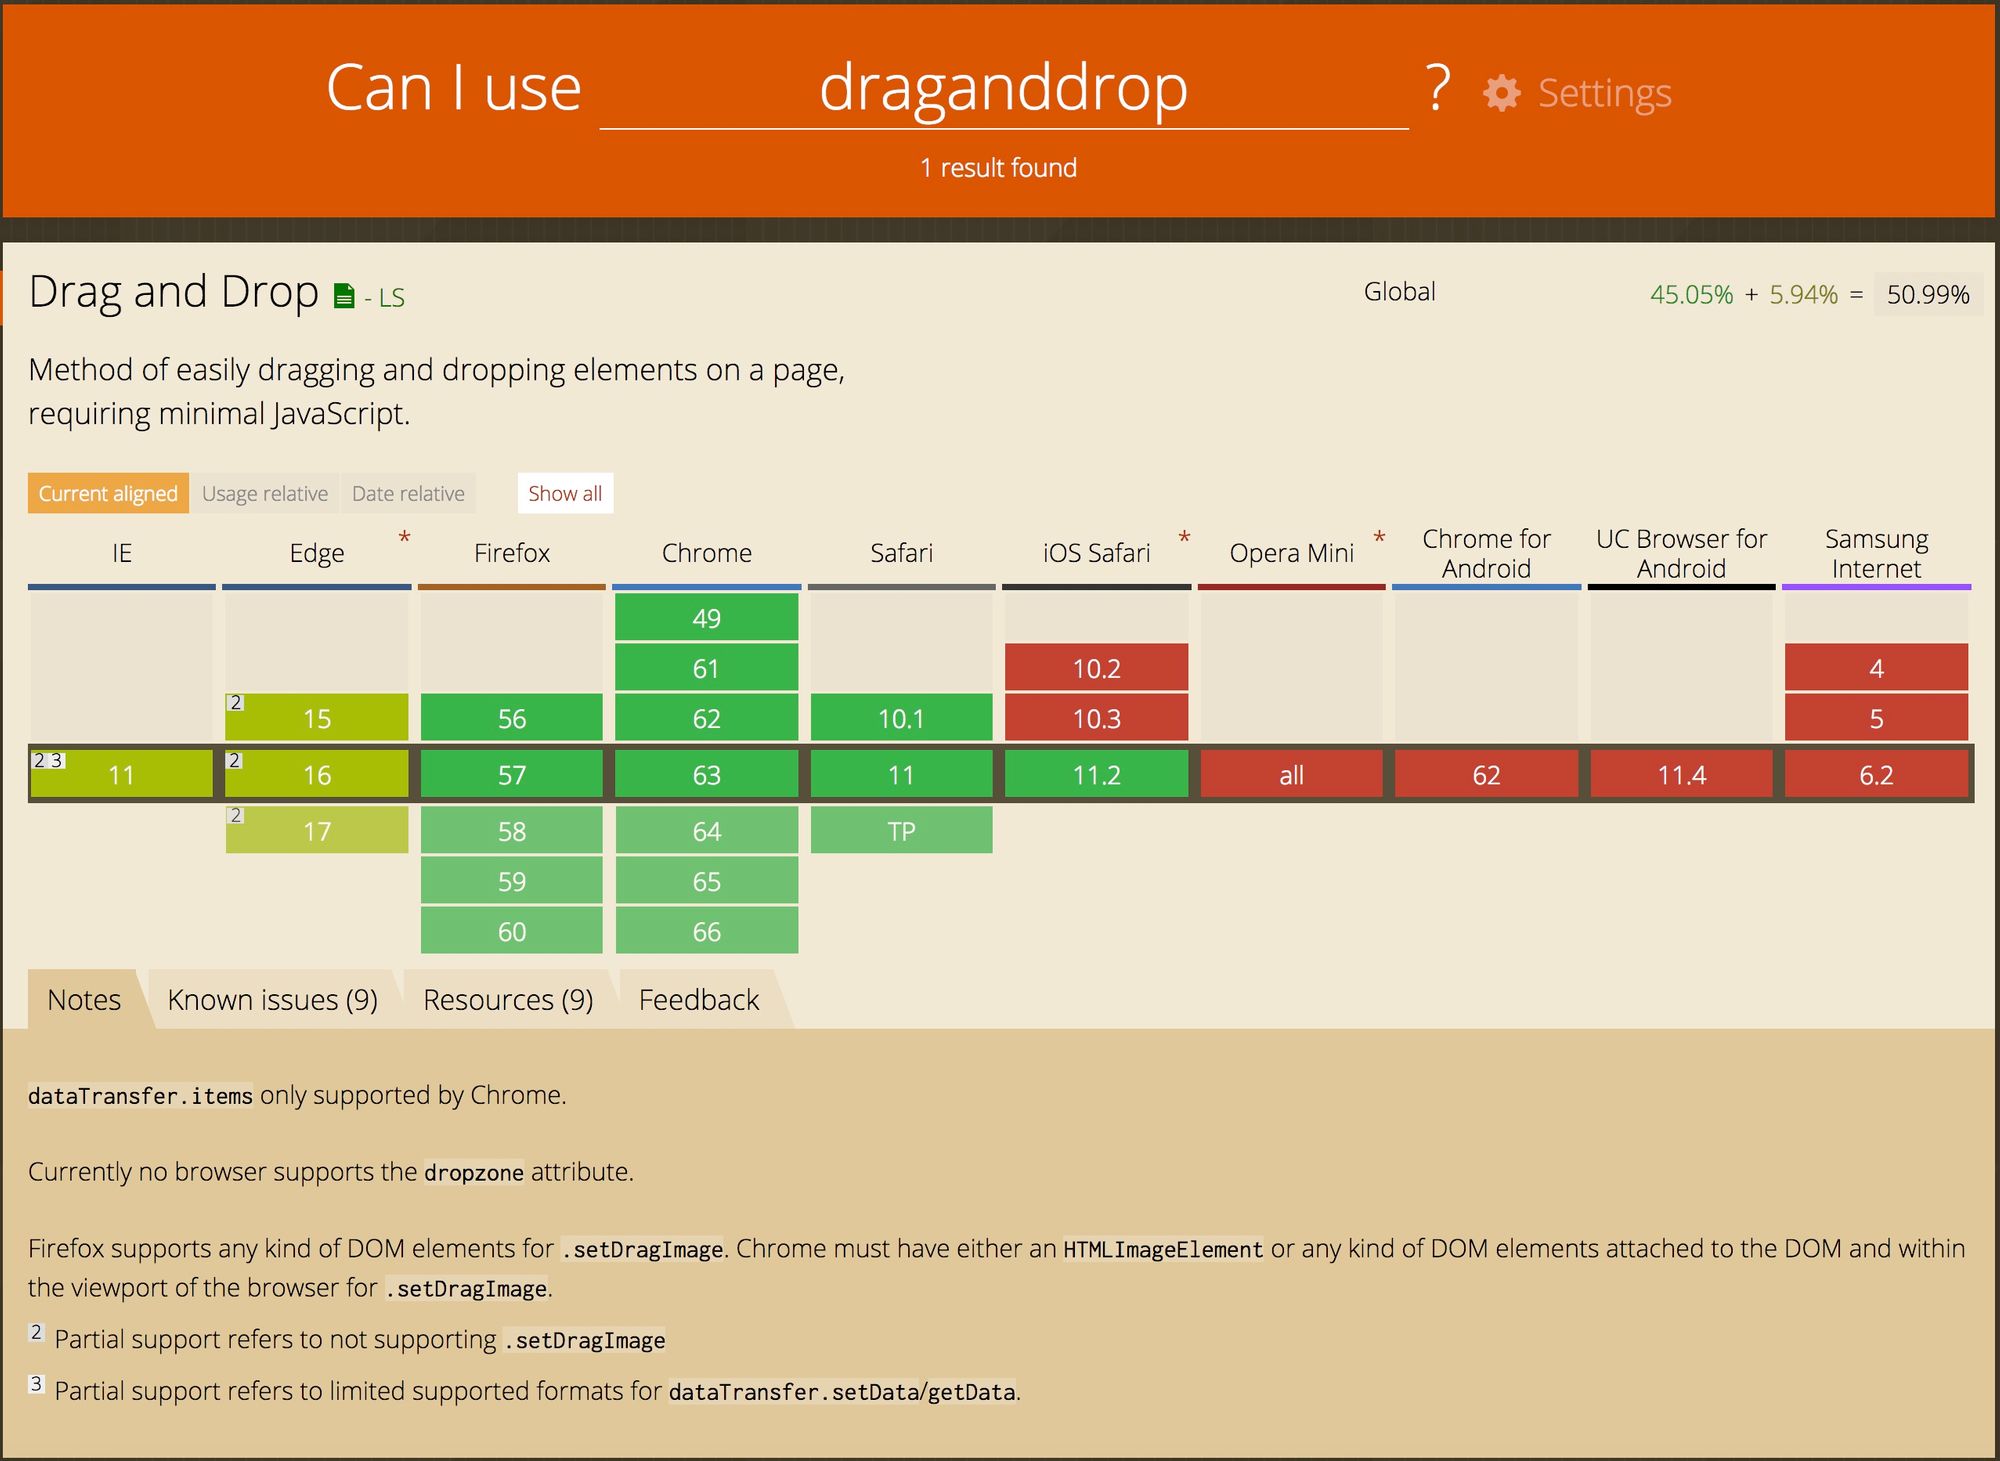 Can I use draganddrop ? Settings
1 result found
Drag and Drop - LS
Global 45.05% + 5.94% = 50.99%
Method of easily dragging and dropping elements on a page,
requiring minimal JavaScript.
Current aligned Usage relative Date relative Show all
IE Edge * Firefox Chrome Safari iOS Safari * Opera Mini * Chrome for Android UC Browser for Android Samsung Internet
49
61 10.2 4
2 15 56 62 10.1 10.3 5
2 3 11 2 16 57 63 11 11.2 all 62 11.4 6.2
2 17 58 64 TP
59 65
60 66
Notes Known issues (9) Resources (9) Feedback
dataTransfer.items only supported by Chrome.
Currently no browser supports the dropzone attribute.
Firefox supports any kind of DOM elements for .setDragImage. Chrome must have either an HTMLImageElement or any kind of DOM elements attached to the DOM and within
the viewport of the browser for .setDragImage.
2 Partial support refers to not supporting .setDragImage
3 Partial support refers to limited supported formats for dataTransfer.setData/getData.